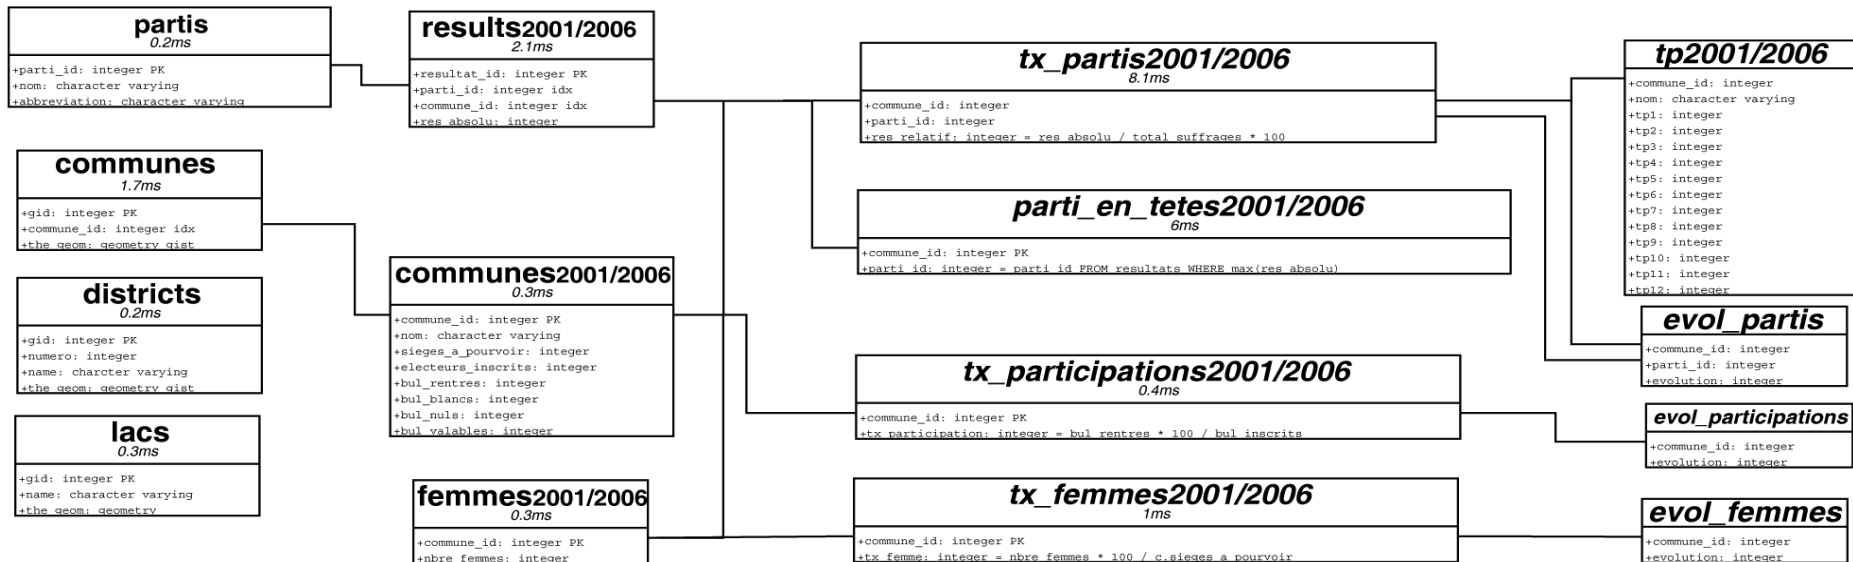 partis
0.2ms
+parti_id: integer PK
+nom: character varying
+abbreviation: character varying
results2001/2006
2.1ms
+resultat_id: integer PK
+parti_id: integer idx
+commune_id: integer idx
+res_absolu: integer
tx_partis2001/2006
8.1ms
+commune_id: integer
+parti_id: integer
+res_relatif: integer = res_absolu / total_suffrages * 100
tp2001/2006
+commune_id: integer
+nom: character varying
+tp1: integer
+tp2: integer
+tp3: integer
+tp4: integer
+tp5: integer
+tp6: integer
+tp7: integer
+tp8: integer
+tp9: integer
+tp10: integer
+tp11: integer
+tp12: integer
communes
1.7ms
+gid: integer PK
+commune_id: integer idx
+the_geom: geometry gist
parti_en_tetes2001/2006
6ms
+commune_id: integer PK
+parti_id: integer = parti_id FROM resultats WHERE max(res_absolu)
districts
0.2ms
+gid: integer PK
+numero: integer
+name: charcter varying
+the_geom: geometry gist
communes2001/2006
0.3ms
+commune_id: integer PK
+nom: character varying
+sieges_a_pourvoir: integer
+electeurs_inscrits: integer
+bul_rentres: integer
+bul_blancs: integer
+bul_nuls: integer
+bul_valables: integer
evol_partis
+commune_id: integer
+parti_id: integer
+evolution: integer
tx_participations2001/2006
0.4ms
+commune_id: integer PK
+tx_participation: integer = bul_rentres * 100 / bul_inscrits
evol_participations
+commune_id: integer
+evolution: integer
lacs
0.3ms
+gid: integer PK
+name: character varying
+the_geom: geometry
femmes2001/2006
0.3ms
+commune_id: integer PK
+nbre_femmes: integer
tx_femmes2001/2006
1ms
+commune_id: integer PK
+tx_femme: integer = nbre_femmes * 100 / c.sieges_a_pourvoir
evol_femmes
+commune_id: integer
+evolution: integer